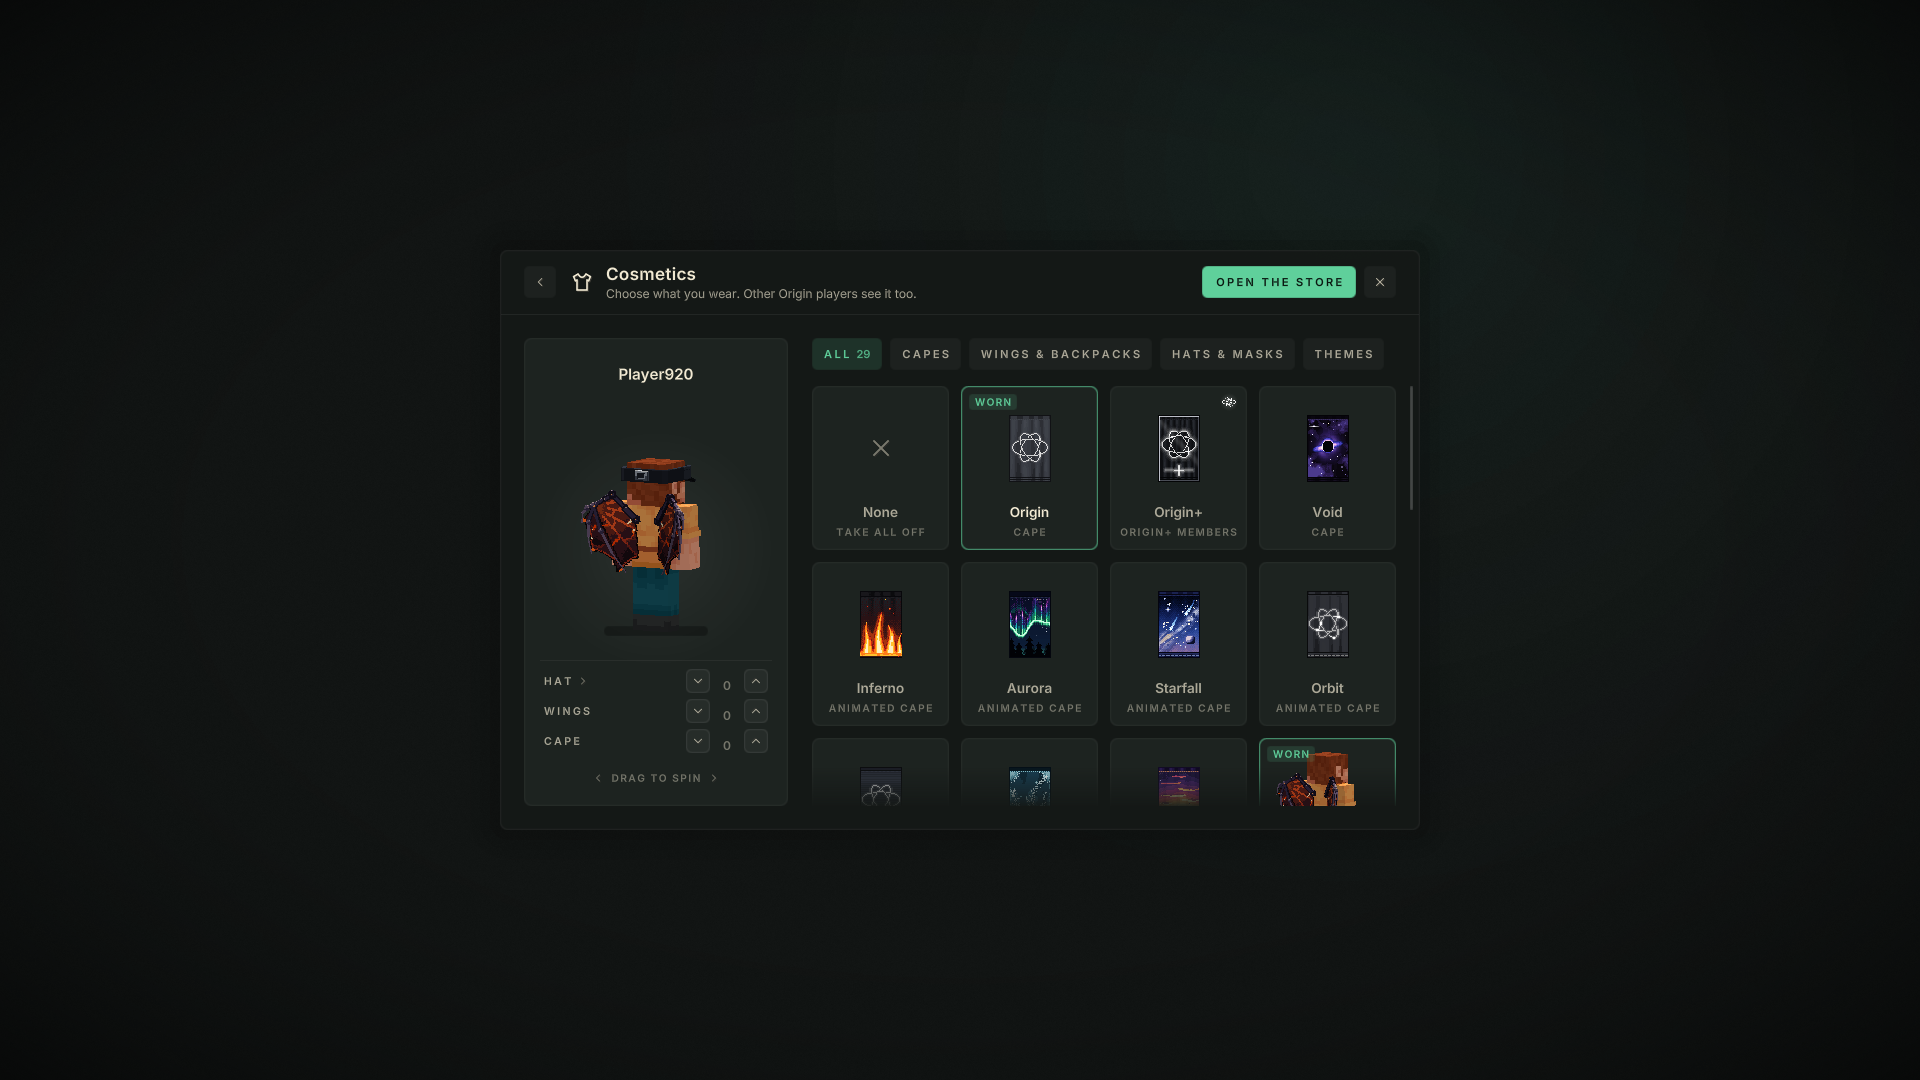 Cosmetics
Choose what you wear. Other Origin players see it too.
OPEN THE STORE
Player920
HAT
0
WINGS
0
CAPE
0
DRAG TO SPIN
ALL 29
CAPES
WINGS & BACKPACKS
HATS & MASKS
THEMES
None
TAKE ALL OFF
WORN
Origin
CAPE
Origin+
ORIGIN+ MEMBERS
Void
CAPE
Inferno
ANIMATED CAPE
Aurora
ANIMATED CAPE
Starfall
ANIMATED CAPE
Orbit
ANIMATED CAPE
WORN